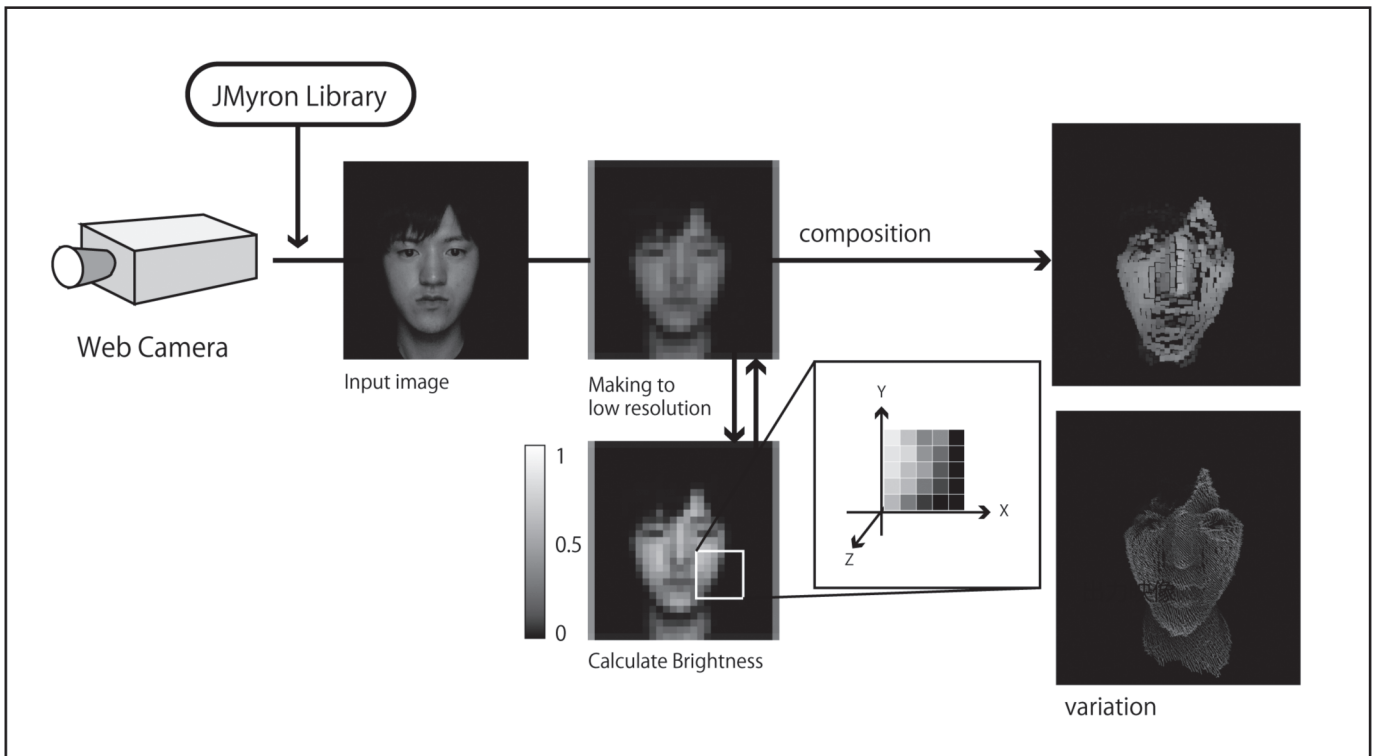 JMyron Library
Web Camera
Input image
Making to
low resolution
composition
1
0.5
0
Calculate Brightness
Y
X
Z
variation